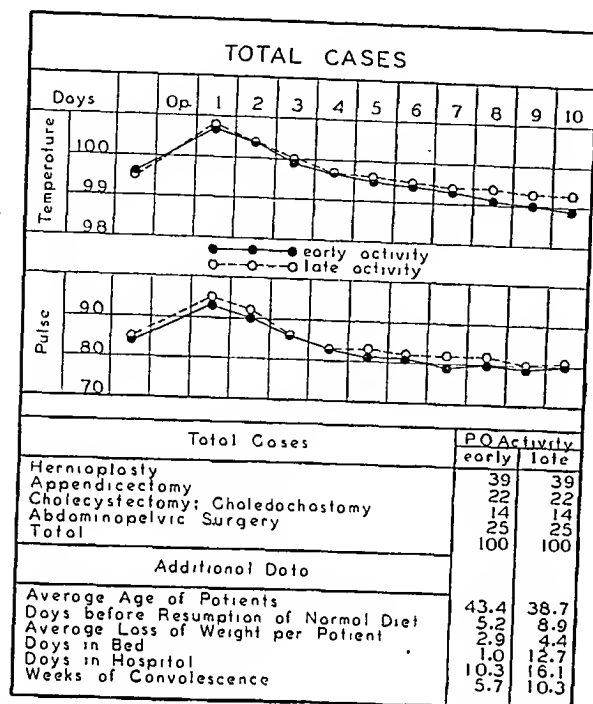 TOTAL CASES
Days Op. 1 2 3 4 5 6 7 8 9 10
Temperature
100
99
98
early activity
late activity
Pulse
90
80
70
Total Cases P.O. Activity
early late
Hernioplasty 39 39
Appendicectomy 22 22
Cholecystectomy: Choledochostomy 14 14
Abdominopelvic Surgery 25 25
Total 100 100
Additional Data
Average Age of Patients 43.4 38.7
Days before Resumption of Normal Diet 5.2 8.9
Average Loss of Weight per Patient 2.9 4.4
Days in Bed 1.0 12.7
Days in Hospital 10.3 16.1
Weeks of Convolescence 5.7 10.3